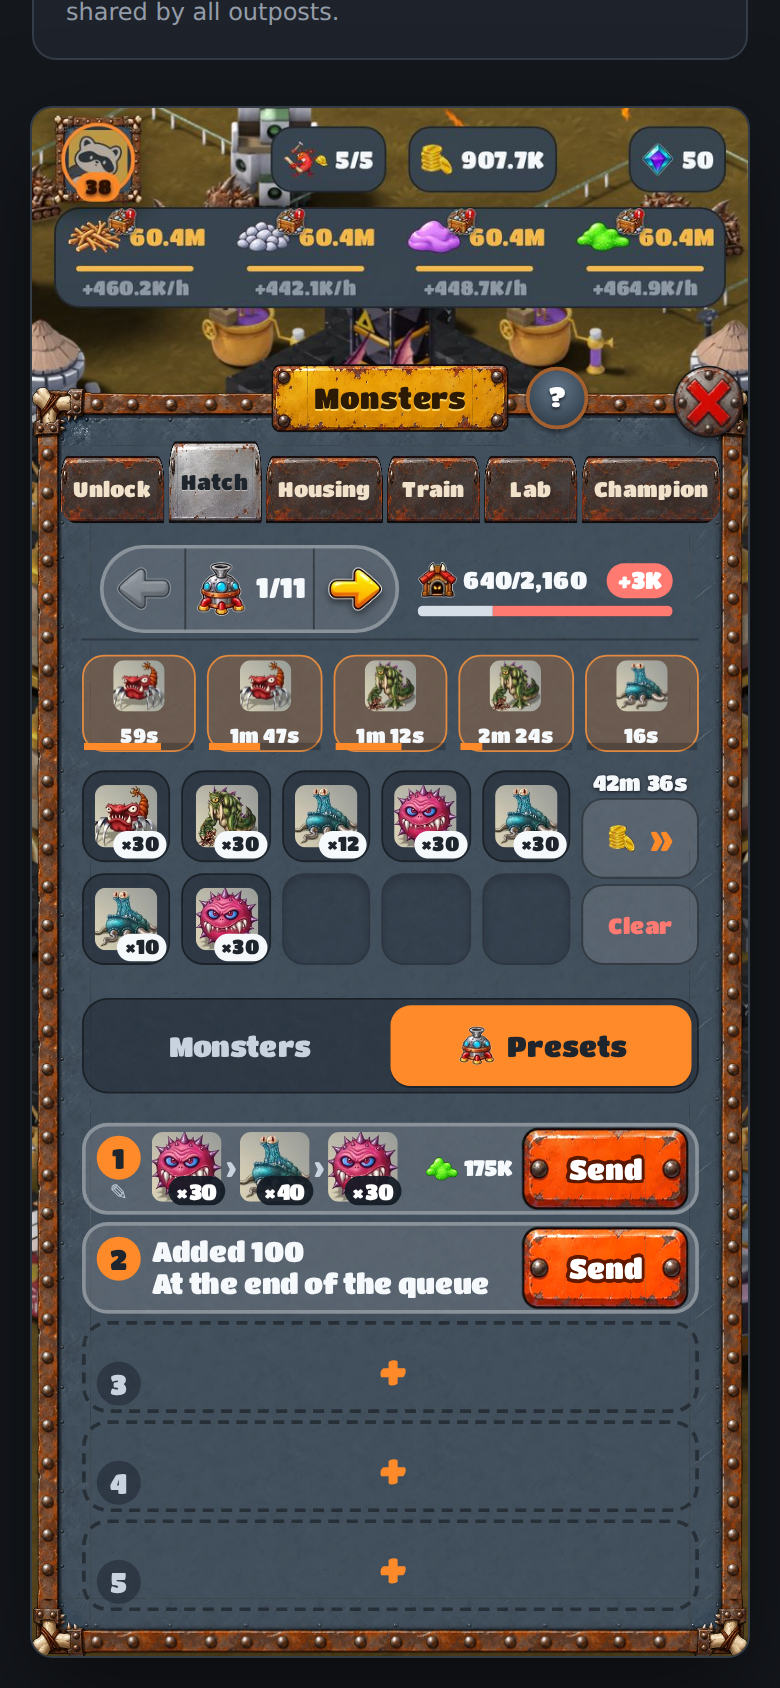 shared by all outposts.
38
5/5
907.7K
50
60.4M
60.4M
60.4M
60.4M
+460.2K/h
+442.1K/h
+448.7K/h
+464.9K/h
Monsters
?
Unlock
Hatch
Housing
Train
Lab
Champion
1/11
640/2,160
+3K
59s
1m 47s
1m 12s
2m 24s
16s
42m 36s
×30
×30
×12
×30
×30
×10
×30
Clear
Monsters
Presets
1
×30
×40
×30
175K
Send
2
Added 100
At the end of the queue
Send
3
4
5